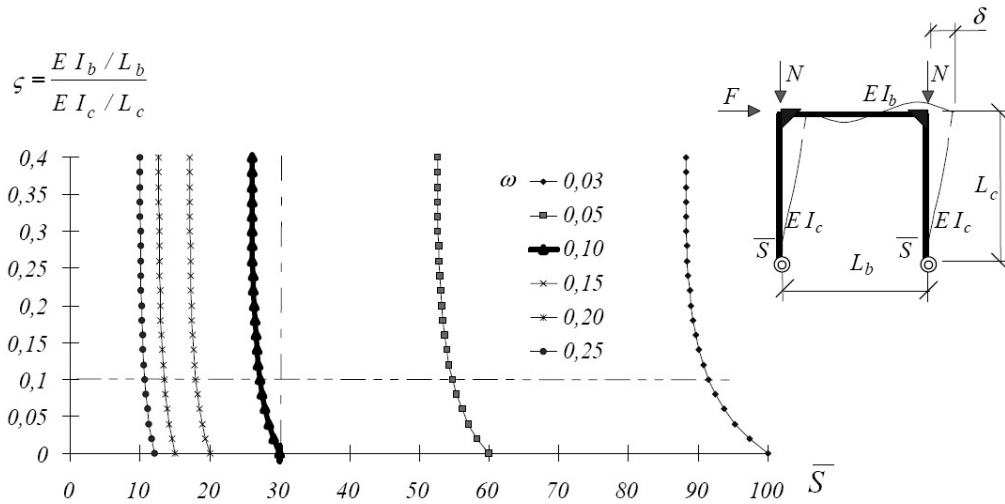 ς = E I_b / L_b
E I_c / L_c
δ
N N
F E I_b
L_c
E I_c E I_c
S̅ S̅
L_b
0,4
0,35
0,3
0,25
0,2
0,15
0,1
0,05
0
ω 0,03
0,05
0,10
0,15
0,20
0,25
0 10 20 30 40 50 60 70 80 90 100 S̅